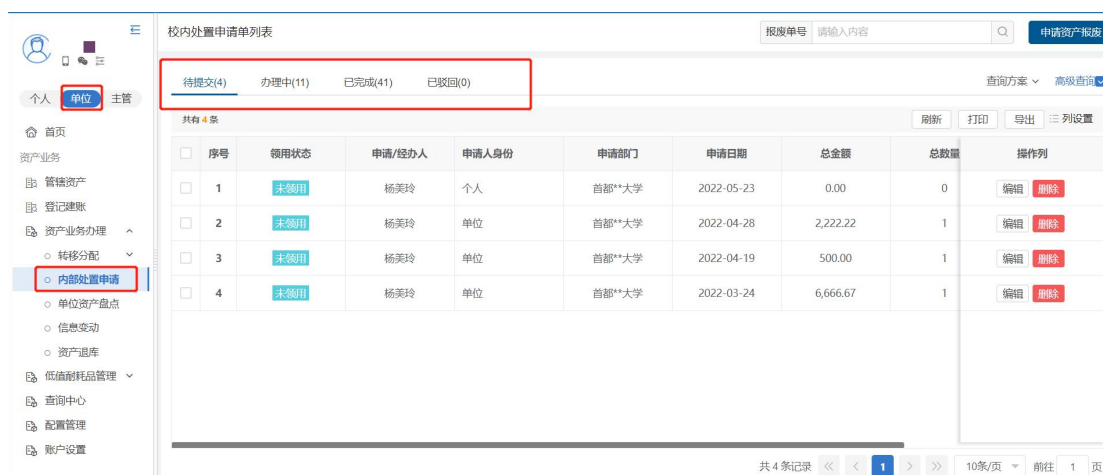 校内处置申请单列表
报废单号 请输入内容 申请资产报废
待提交(4) 办理中(11) 已完成(41) 已驳回(0)
查询方案 高级查询
个人 单位 主管
首页
资产业务
管辖资产
登记建账
资产业务办理
转移分配
内部处置申请
单位资产盘点
信息变动
资产退库
低值耐耗品管理
查询中心
配置管理
账户设置
共有 4 条
刷新 打印 导出 列设置
序号 领用状态 申请/经办人 申请人身份 申请部门 申请日期 总金额 总数量 操作列
1 未领用 杨美玲 个人 首都**大学 2022-05-23 0.00 0 编辑 删除
2 未领用 杨美玲 单位 首都**大学 2022-04-28 2,222.22 1 编辑 删除
3 未领用 杨美玲 单位 首都**大学 2022-04-19 500.00 1 编辑 删除
4 未领用 杨美玲 单位 首都**大学 2022-03-24 6,666.67 1 编辑 删除
共 4 条记录 1 10条/页 前往 1 页